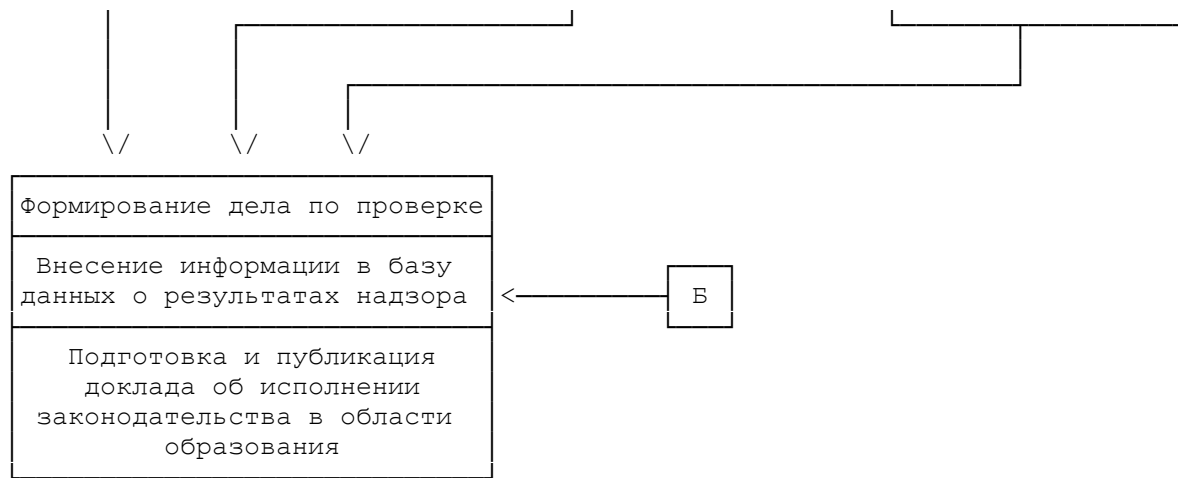 \/ \/ \/
Формирование дела по проверке
Внесение информации в базу
данных о результатах надзора < Б
Подготовка и публикация
доклада об исполнении
законодательства в области
образования